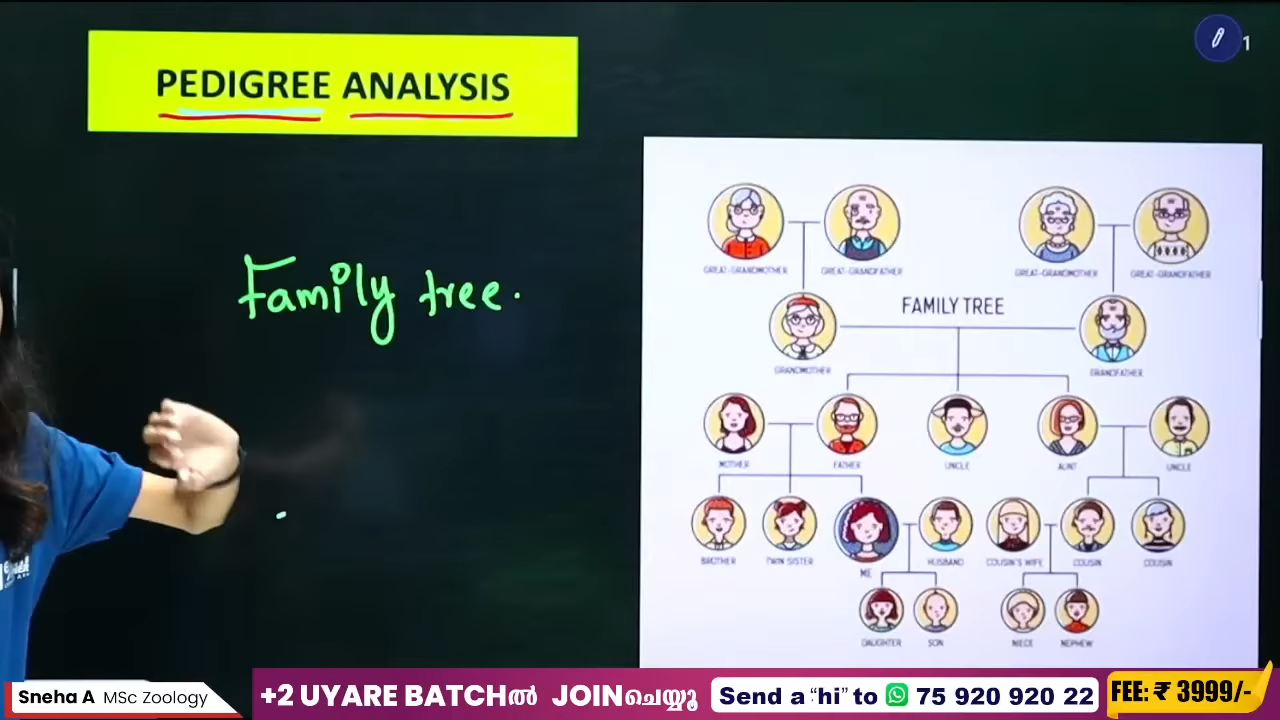 PEDIGREE ANALYSIS
1
Family tree.
GREAT-GRANDMOTHER GREAT-GRANDFATHER GREAT-GRANDMOTHER GREAT-GRANDFATHER
FAMILY TREE
GRANDMOTHER GRANDFATHER
MOTHER FATHER UNCLE AUNT UNCLE
BROTHER TWIN SISTER ME HUSBAND COUSIN'S WIFE COUSIN COUSIN
DAUGHTER SON NIECE NEPHEW
Sneha A MSc Zoology
+2 UYARE BATCHൽ JOINചെയ്യൂ
Send a “hi” to 75 920 920 22
FEE: ₹ 3999/-